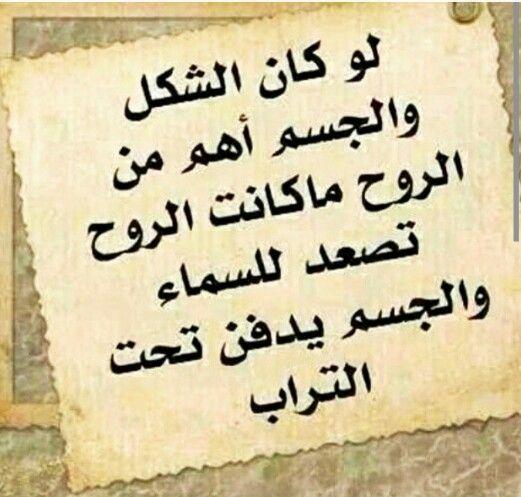 لو كان الشكل
والجسم أهم من
الروح ماكانت الروح
تصعد للسماء
والجسم يدفن تحت
التراب